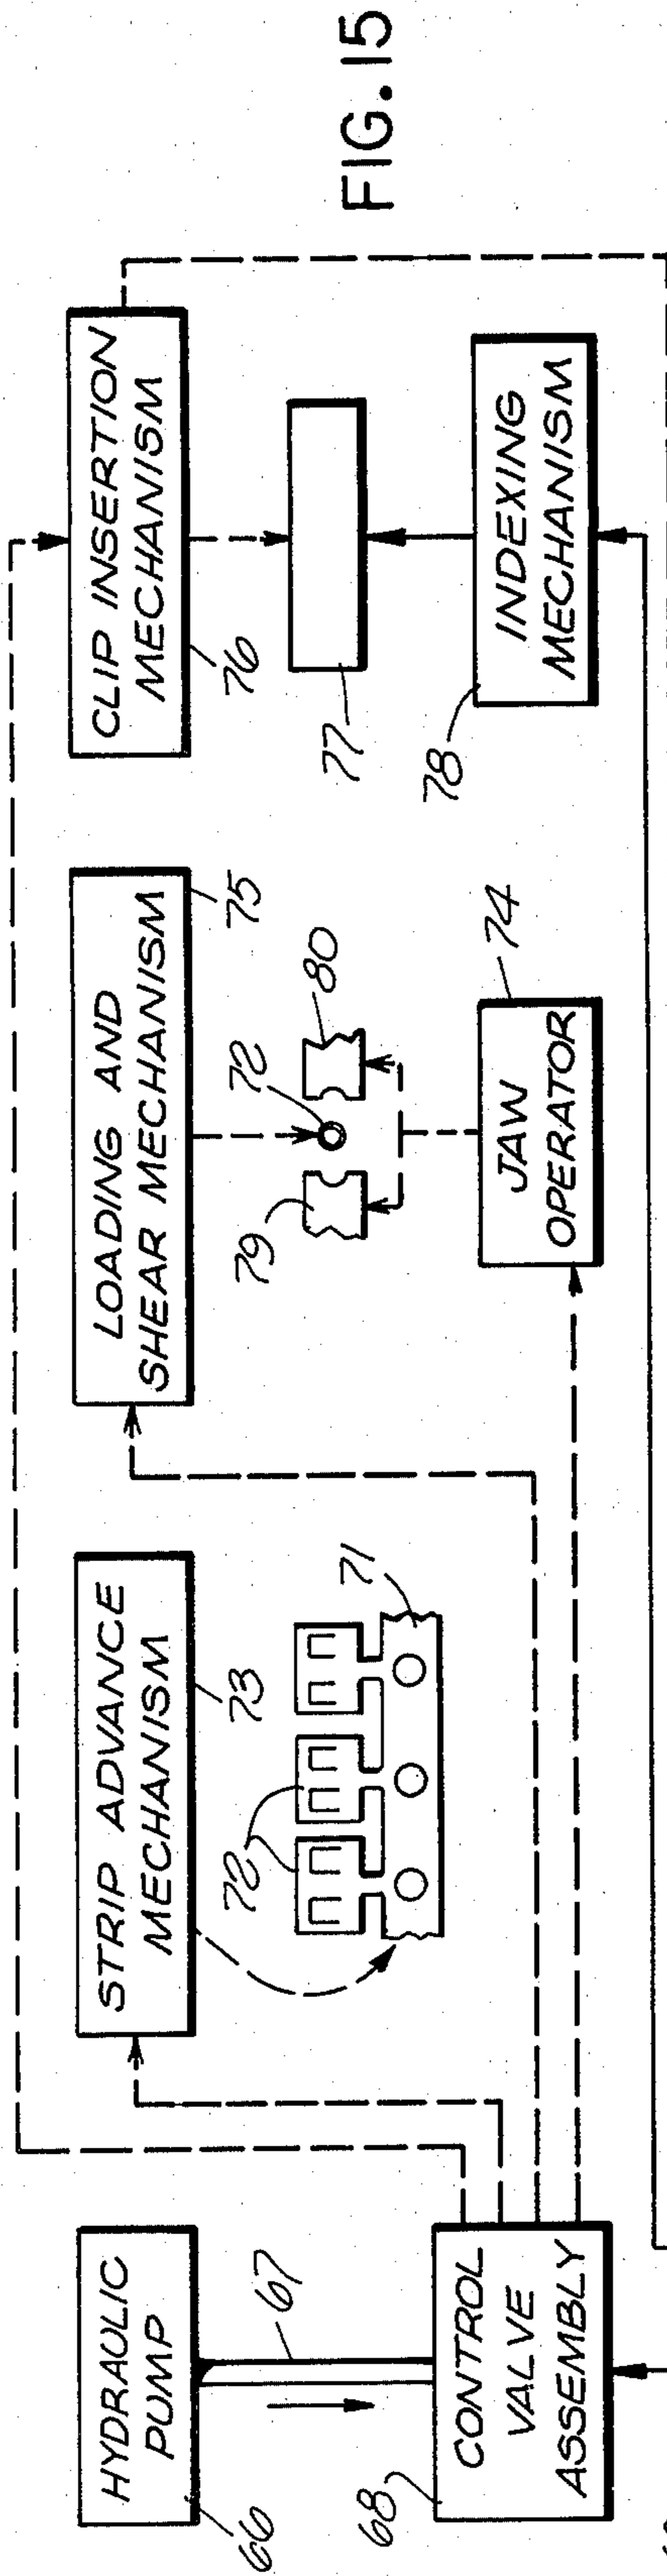 HYDRAULIC
PUMP
66
67
68
CONTROL
VALVE
ASSEMBLY
STRIP ADVANCE
MECHANISM
73
72
71
LOADING AND
SHEAR MECHANISM
75
72
79
80
74
JAW
OPERATOR
CLIP INSERTION
MECHANISM
76
77
78
INDEXING
MECHANISM
FIG. 15